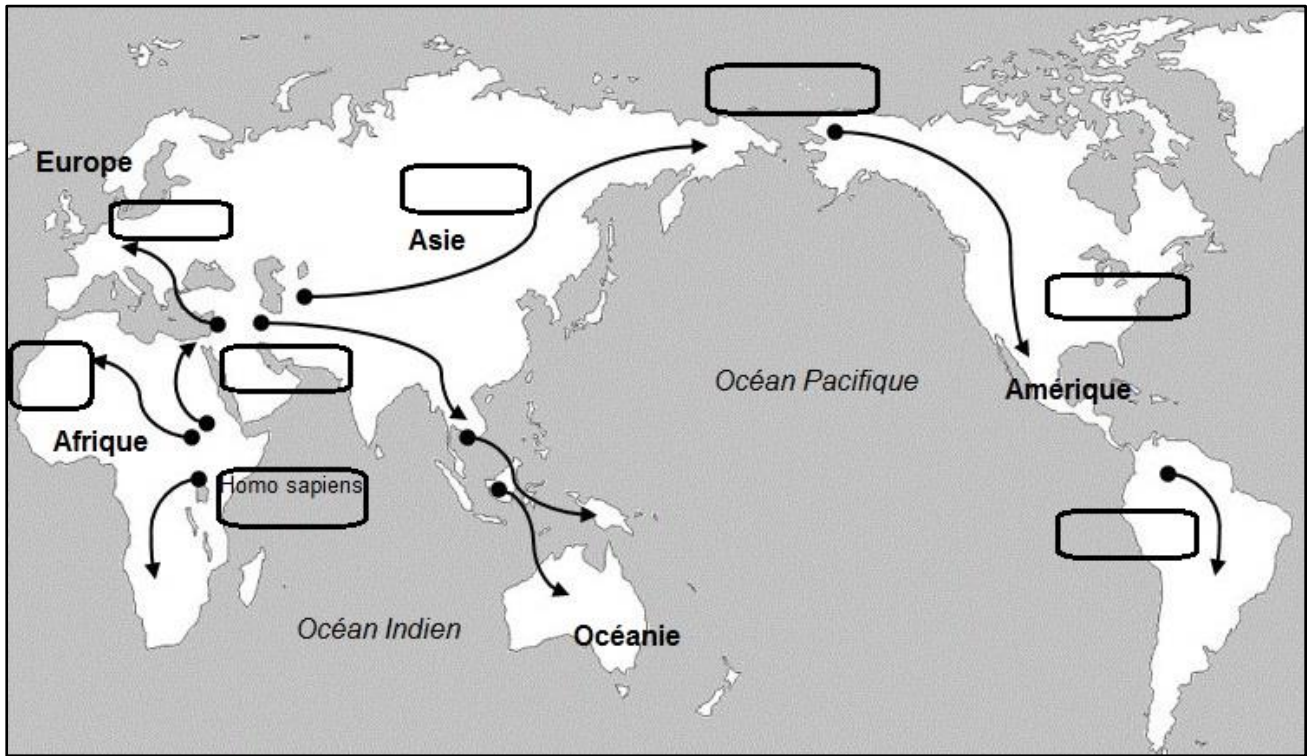 Europe
Asie
Océan Pacifique
Amérique
Afrique
Homo sapiens
Océan Indien
Océanie